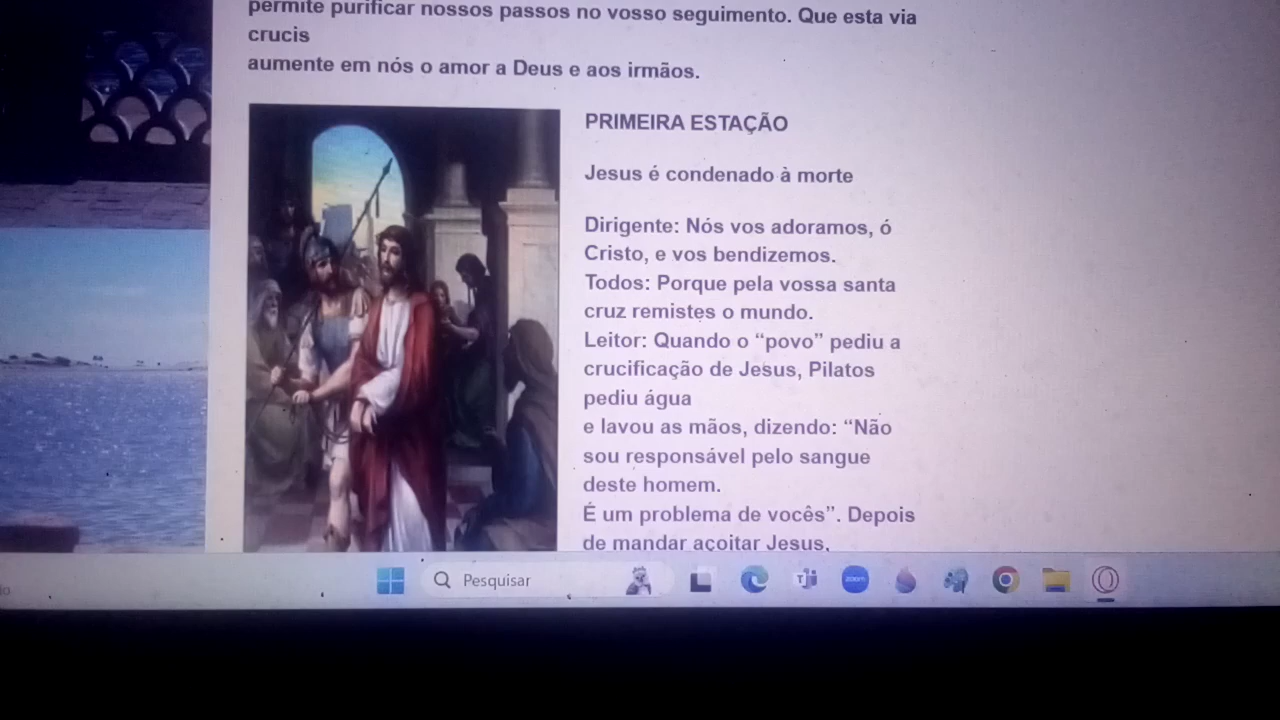 permite purificar nossos passos no vosso seguimento. Que esta via
crucis
aumente em nós o amor a Deus e aos irmãos.
PRIMEIRA ESTAÇÃO
Jesus é condenado à morte
Dirigente: Nós vos adoramos, ó
Cristo, e vos bendizemos.
Todos: Porque pela vossa santa
cruz remistes o mundo.
Leitor: Quando o “povo” pediu a
crucificação de Jesus, Pilatos
pediu água
e lavou as mãos, dizendo: “Não
sou responsável pelo sangue
deste homem.
É um problema de vocês”. Depois
de mandar açoitar Jesus,
Pesquisar
zoom